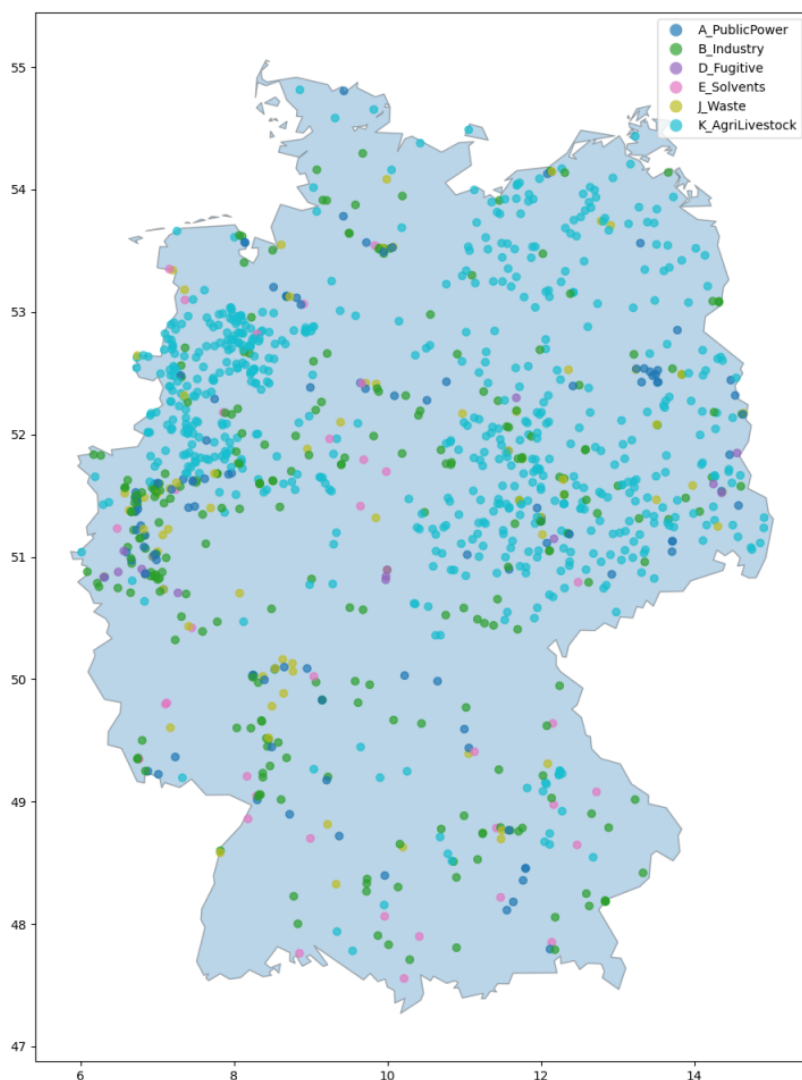 A_PublicPower
B_Industry
D_Fugitive
E_Solvents
J_Waste
K_AgriLivestock
55
54
53
52
51
50
49
48
47
6 8 10 12 14